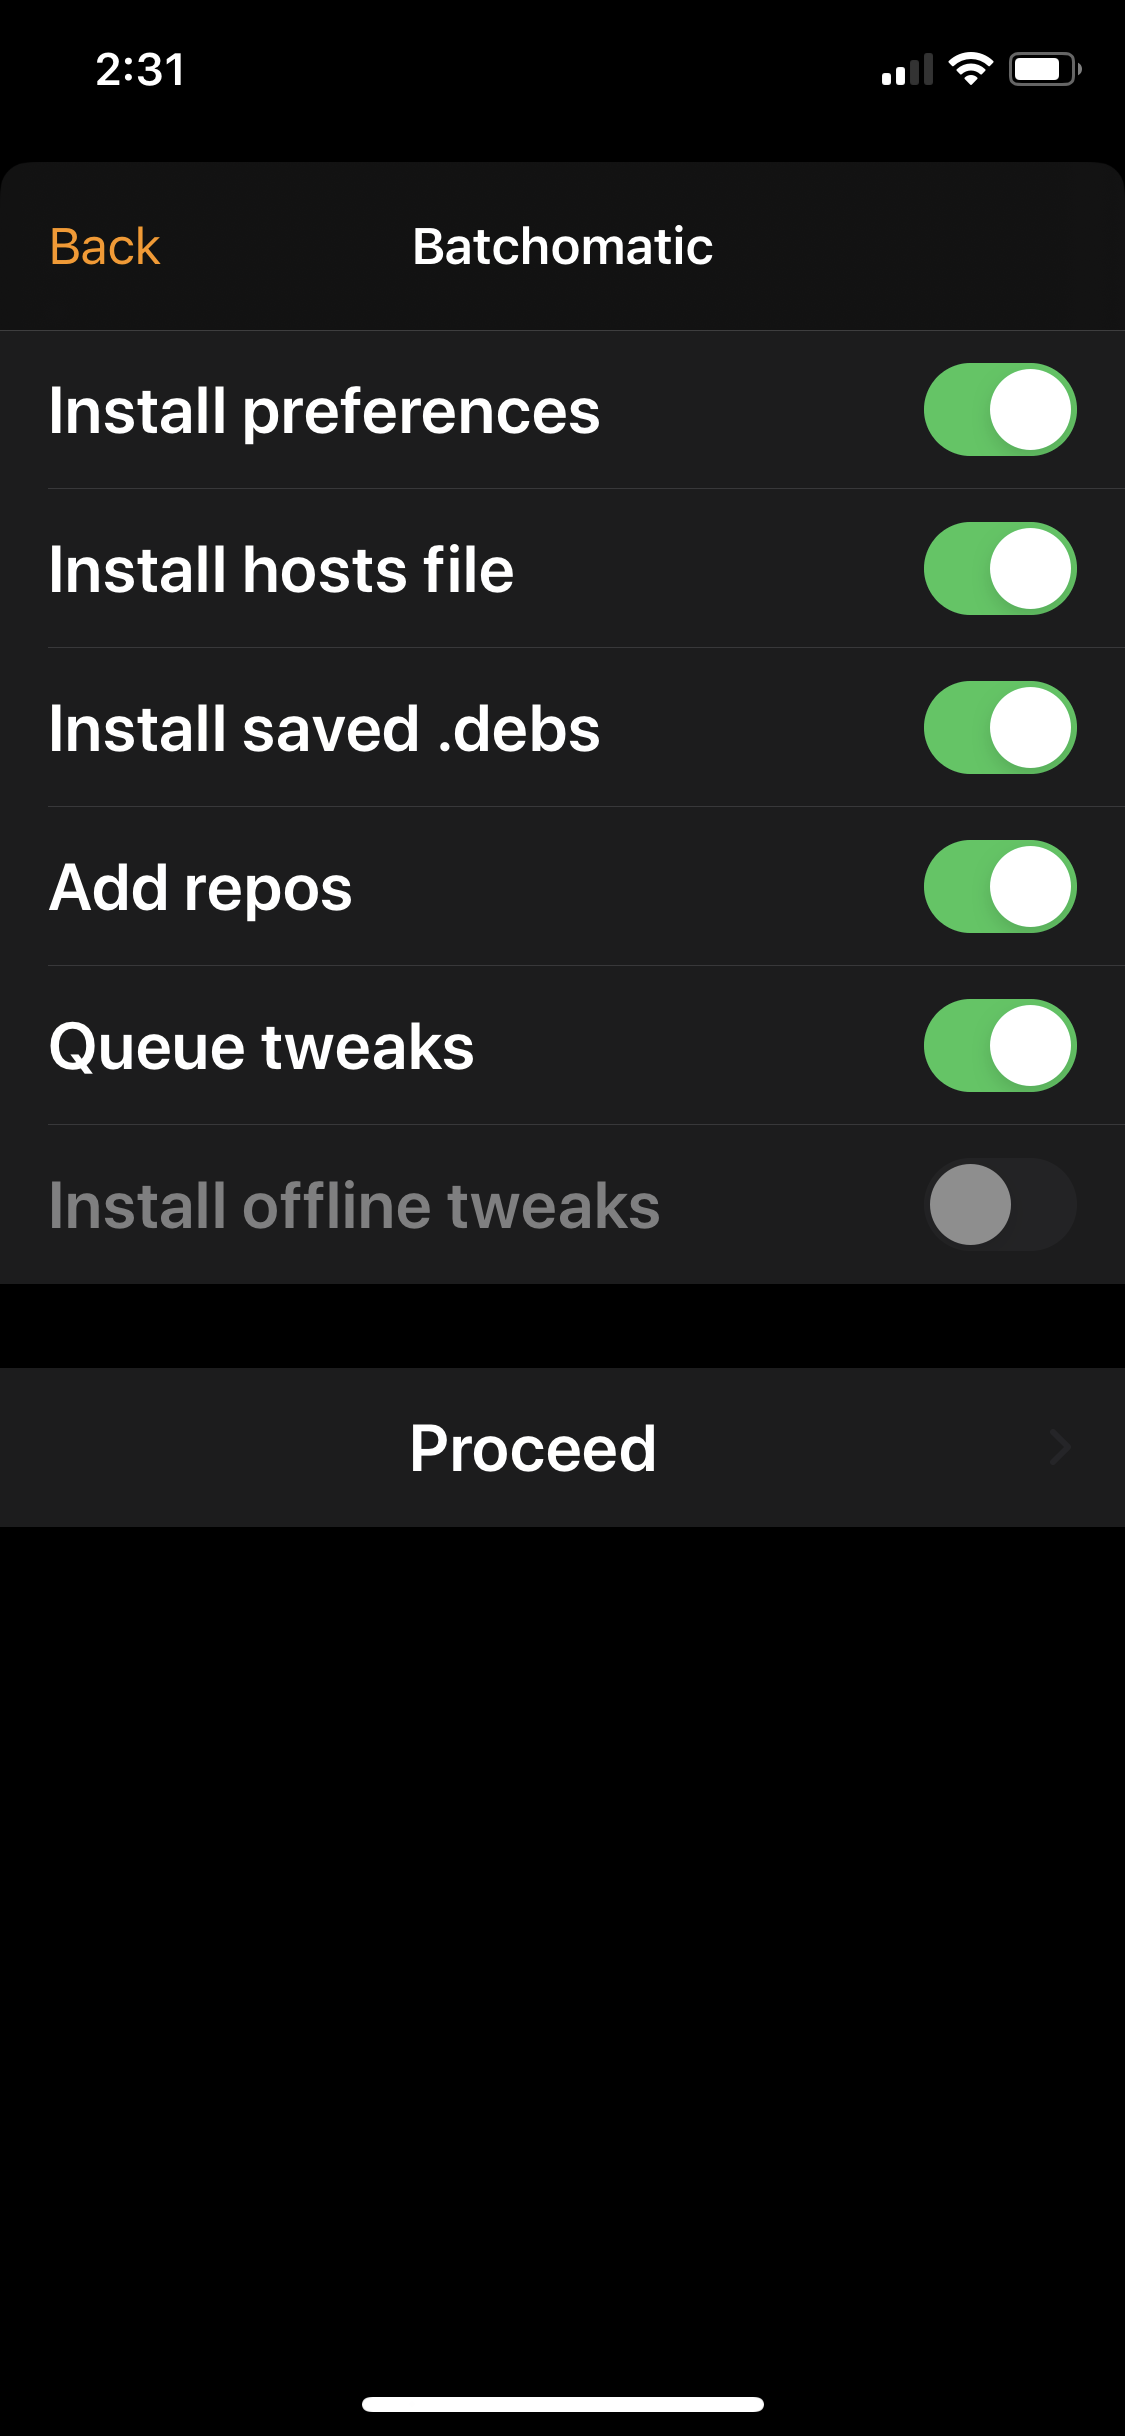 2:31
Back
Batchomatic
Install preferences
Install hosts file
Install saved .debs
Add repos
Queue tweaks
Install offline tweaks
Proceed